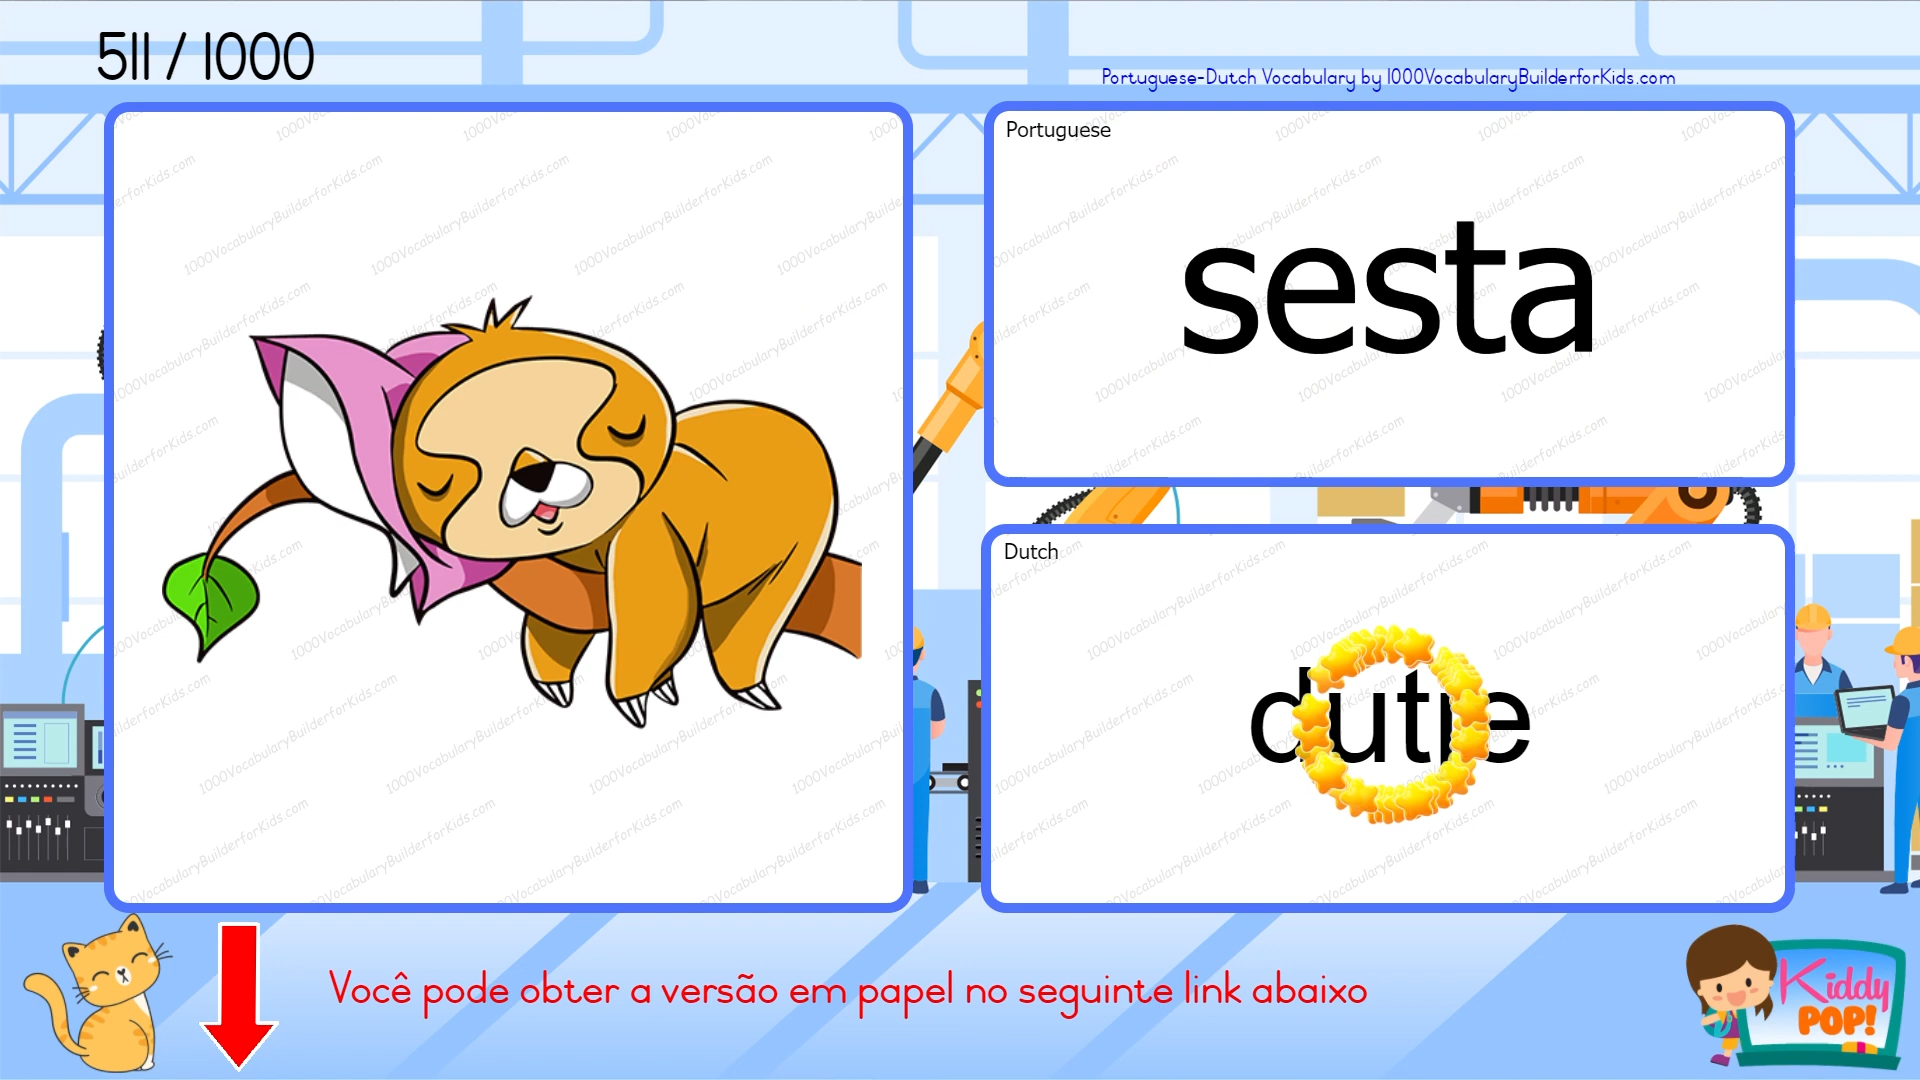 511 / 1000
Portuguese-Dutch Vocabulary by 1000VocabularyBuilderforKids.com
Portuguese
sesta
Dutch
Você pode obter a versão em papel no seguinte link abaixo
Kiddy
POP!